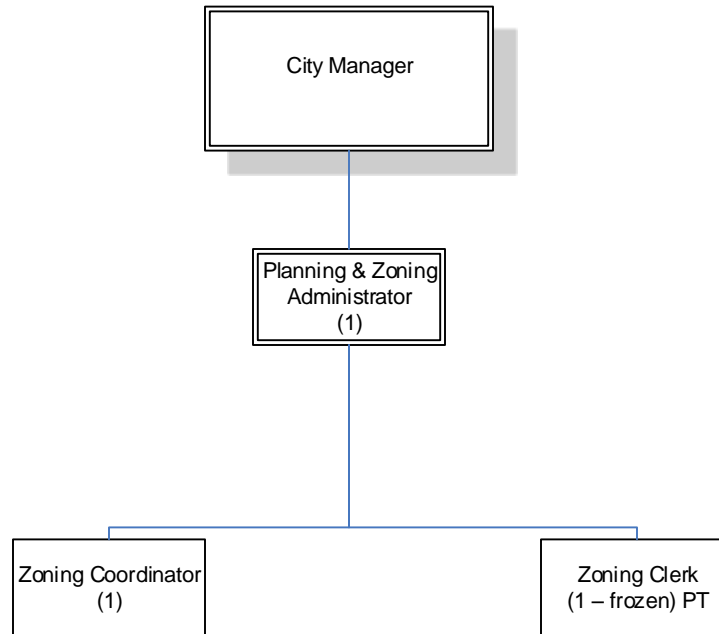 City Manager
Planning & Zoning
Administrator
(1)
Zoning Coordinator
(1)
Zoning Clerk
(1 – frozen) PT